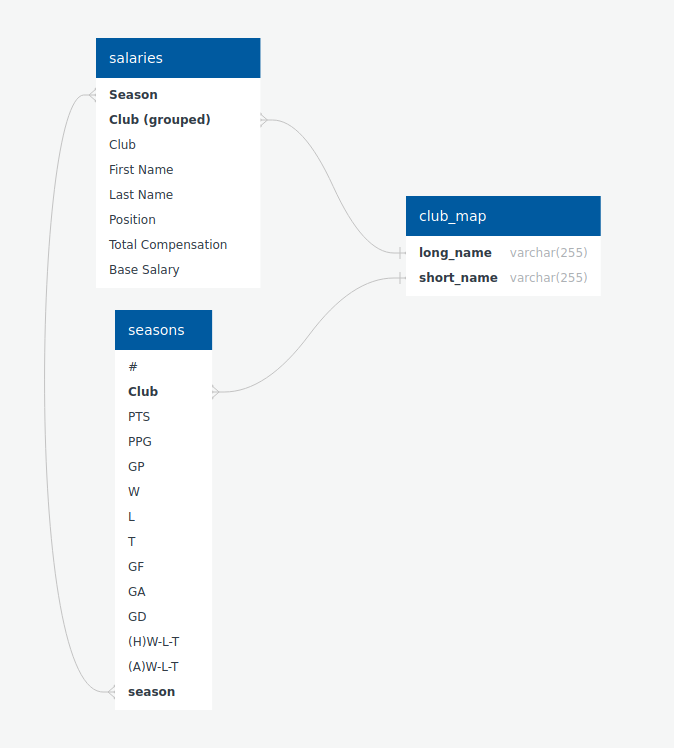 salaries
Season
Club (grouped)
Club
First Name
Last Name
Position
Total Compensation
Base Salary
club_map
long_name varchar(255)
short_name varchar(255)
seasons
#
Club
PTS
PPG
GP
W
L
T
GF
GA
GD
(H)W-L-T
(A)W-L-T
season